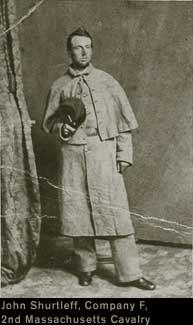 John Shurtleff, Company F,
2nd Massachusetts Cavalry